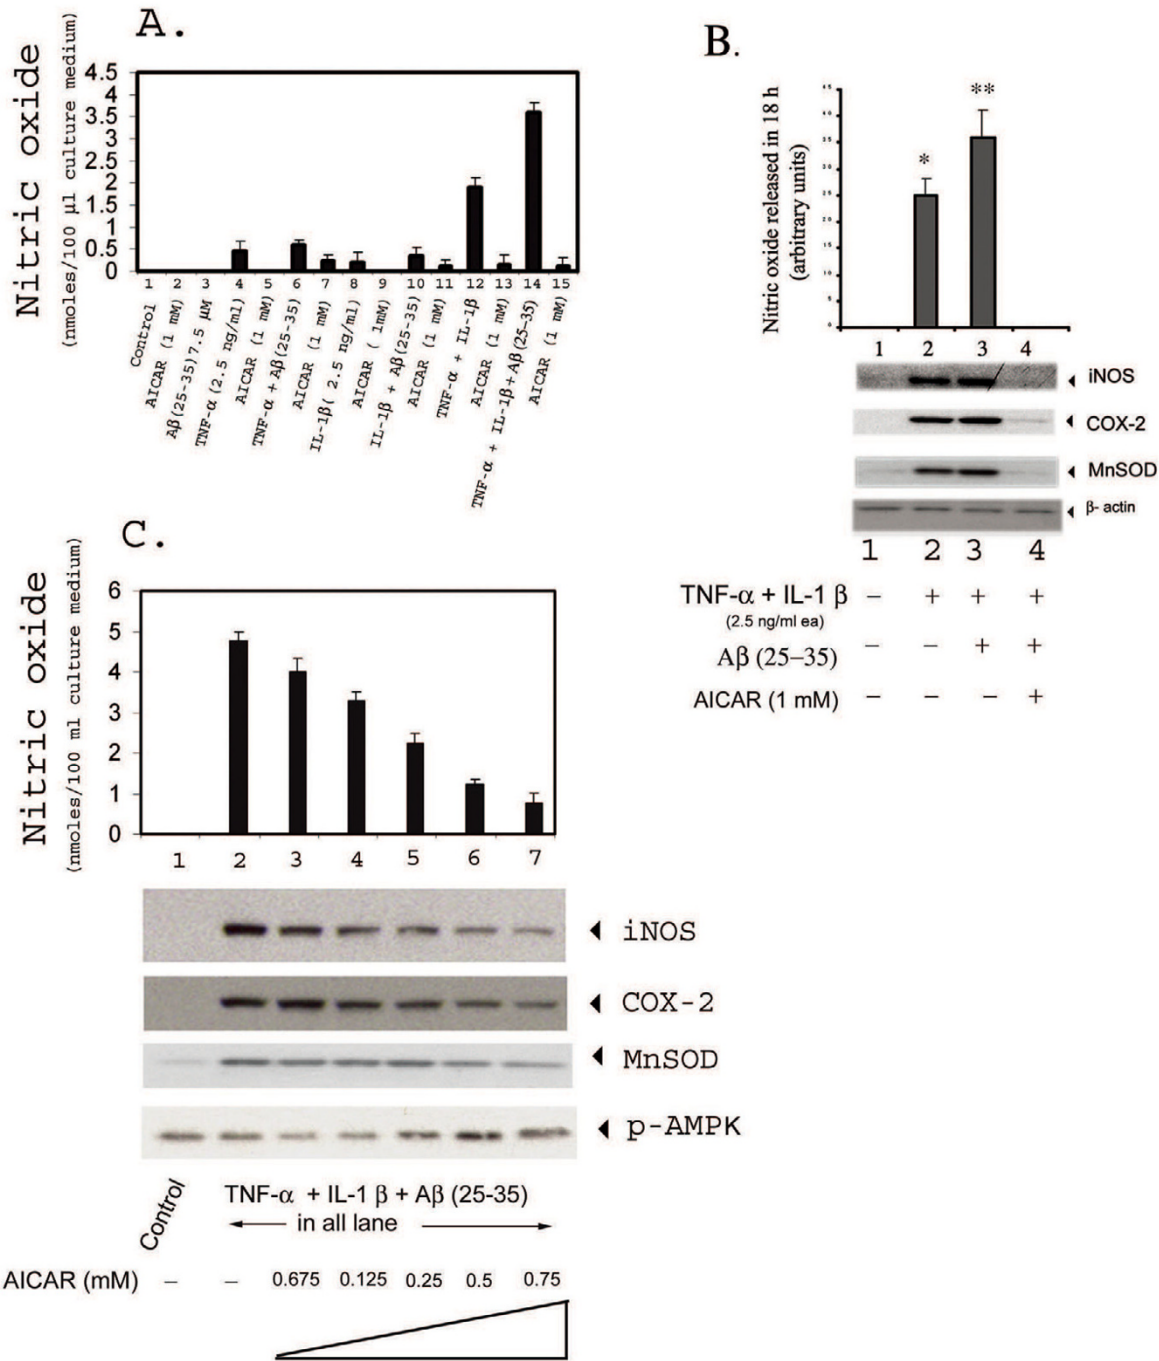 A.
Nitric oxide
(nmoles/100 µl culture medium)
4.5
4
3.5
3
2.5
2
1.5
1
0.5
0
1 2 3 4 5 6 7 8 9 10 11 12 13 14 15
Control
AICAR (1 mM)
Aβ(25-35)7.5 µM
TNF-α(2.5 ng/ml)
AICAR (1 mM)
TNF-α + Aβ(25-35)
AICAR (1 mM)
IL-1β( 2.5 ng/ml)
AICAR ( 1mM)
IL-1β + Aβ(25-35)
AICAR (1 mM)
TNF-α + IL-1β
AICAR (1 mM)
TNF-α + IL-1β+Aβ(25-35)
AICAR (1 mM)
B.
Nitric oxide released in 18 h
(arbitrary units)
45
35
25
20
15
10
5
0
*
**
1 2 3 4
iNOS
COX-2
MnSOD
β- actin
1 2 3 4
TNF-α + IL-1 β – + + +
(2.5 ng/ml ea)
Aβ (25–35) – – + +
AICAR (1 mM) – – – +
C.
Nitric oxide
(nmoles/100 ml culture medium)
6
5
4
3
2
1
0
1 2 3 4 5 6 7
iNOS
COX-2
MnSOD
p-AMPK
Control
TNF-α + IL-1 β + Aβ (25-35)
in all lane
AICAR (mM) – – 0.675 0.125 0.25 0.5 0.75